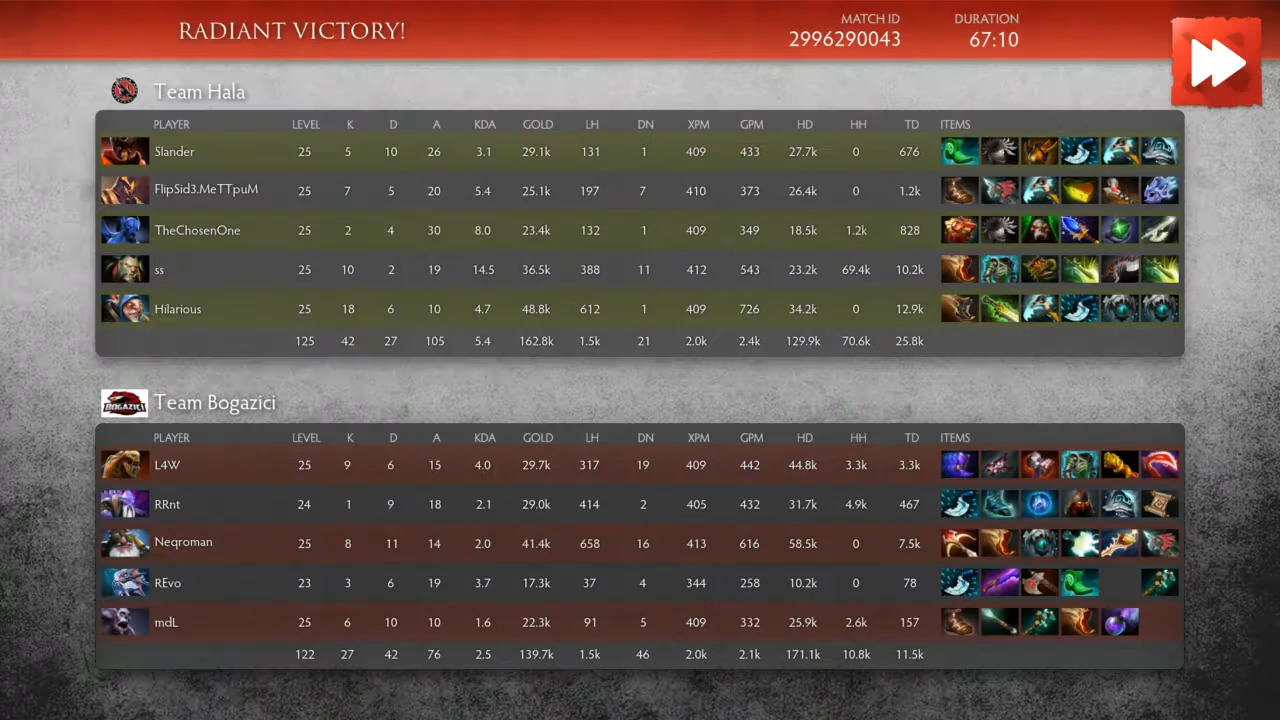 RADIANT VICTORY! MATCH ID DURATION
2996290043 67:10
Team Hala
PLAYER LEVEL K D A KDA GOLD LH DN XPM GPM HD HH TD ITEMS
Slander 25 5 10 26 3.1 29.1k 131 1 409 433 27.7k 0 676
FlipSid3.MeTTpuM 25 7 5 20 5.4 25.1k 197 7 410 373 26.4k 0 1.2k
TheChosenOne 25 2 4 30 8.0 23.4k 132 1 409 349 18.5k 1.2k 828
ss 25 10 2 19 14.5 36.5k 388 11 412 543 23.2k 69.4k 10.2k
Hilarious 25 18 6 10 4.7 48.8k 612 1 409 726 34.2k 0 12.9k
125 42 27 105 5.4 162.8k 1.5k 21 2.0k 2.4k 129.9k 70.6k 25.8k
BOGAZICI Team Bogazici
PLAYER LEVEL K D A KDA GOLD LH DN XPM GPM HD HH TD ITEMS
L4W 25 9 6 15 4.0 29.7k 317 19 409 442 44.8k 3.3k 3.3k
RRnt 24 1 9 18 2.1 29.0k 414 2 405 432 31.7k 4.9k 467
Neqroman 25 8 11 14 2.0 41.4k 658 16 413 616 58.5k 0 7.5k
REvo 23 3 6 19 3.7 17.3k 37 4 344 258 10.2k 0 78
mdL 25 6 10 10 1.6 22.3k 91 5 409 332 25.9k 2.6k 157
122 27 42 76 2.5 139.7k 1.5k 46 2.0k 2.1k 171.1k 10.8k 11.5k